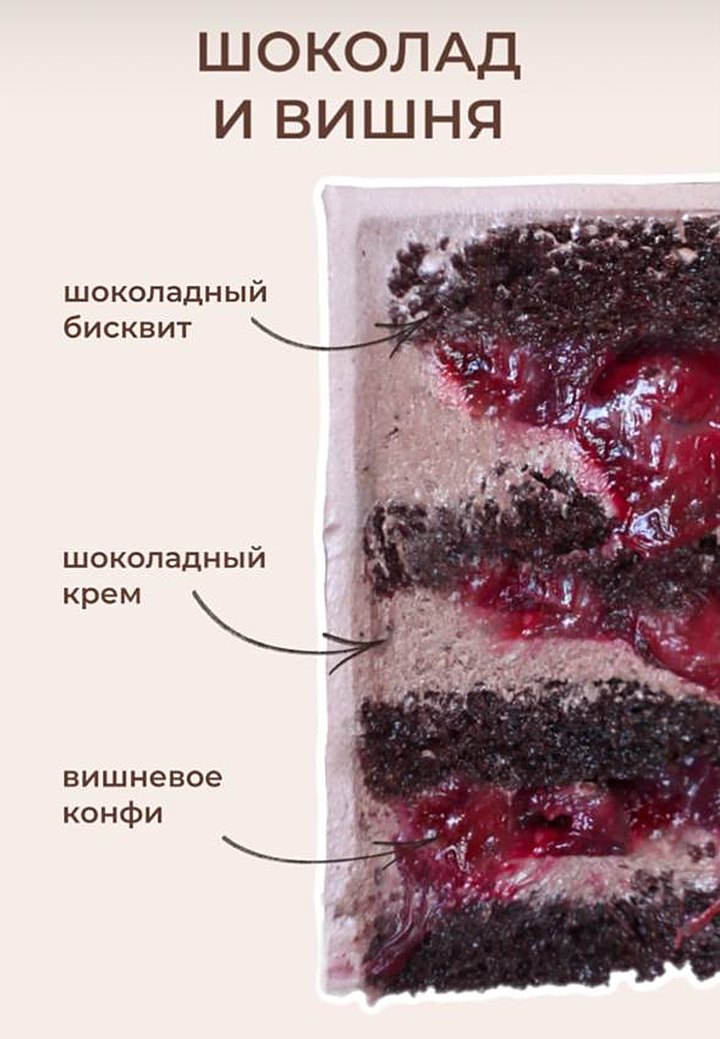 ШОКОЛАД
И ВИШНЯ
шоколадный
бисквит
шоколадный
крем
вишневое
конфи